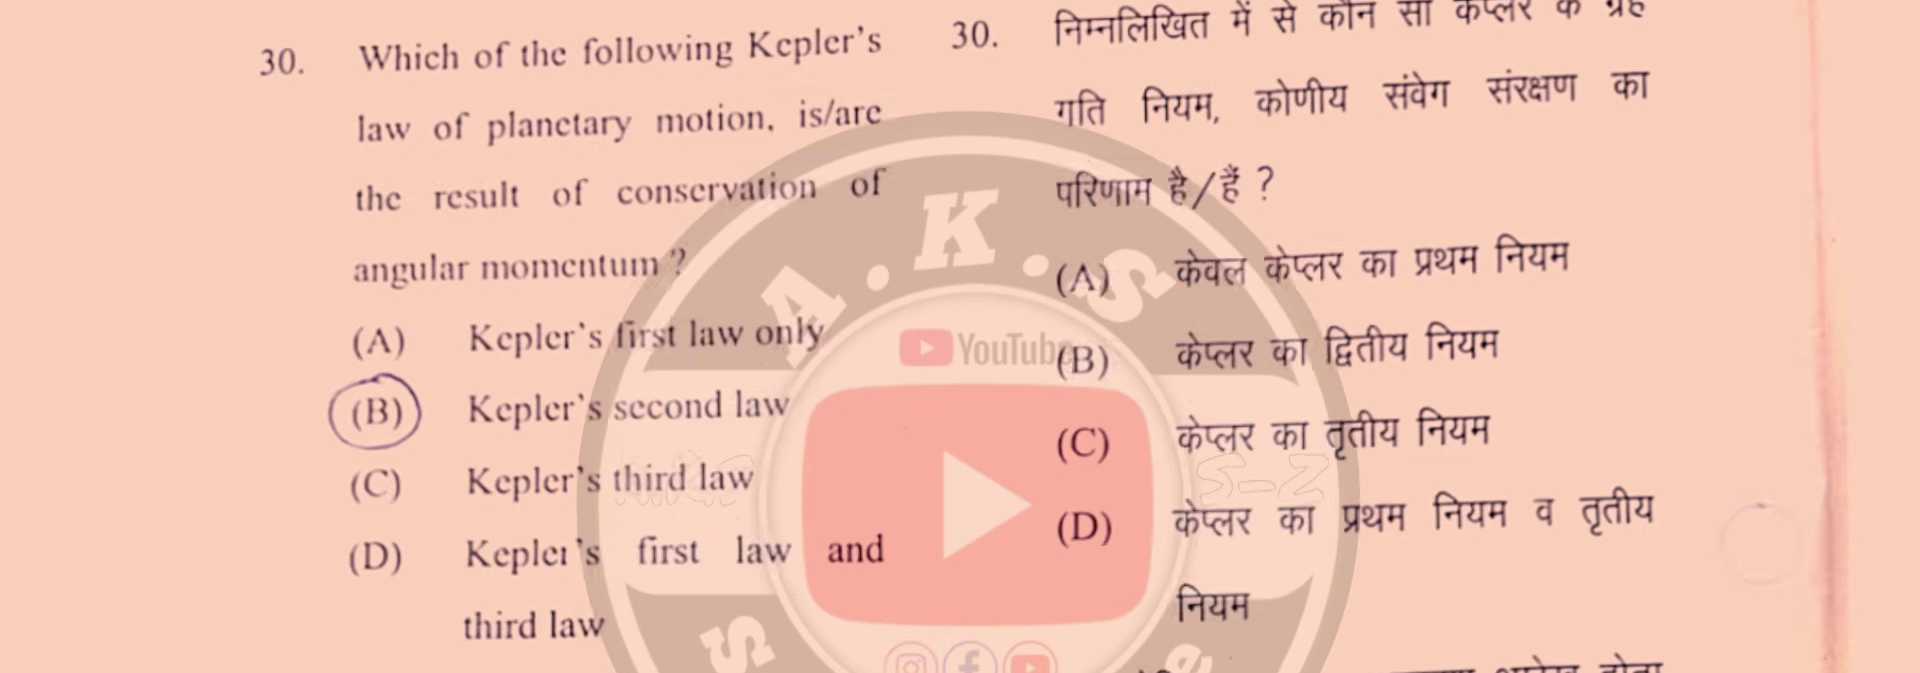 30. Which of the following Kepler's
law of planetary motion, is/are
the result of conservation of
angular momentum ?
(A) Kepler's first law only
(B) Kepler's second law
(C) Kepler's third law
(D) Kepler's first law and
third law
30. निम्नलिखित में से कौन सा केप्लर के ग्रह
गति नियम, कोणीय संवेग संरक्षण का
परिणाम है/हैं ?
(A) केवल केप्लर का प्रथम नियम
(B) केप्लर का द्वितीय नियम
(C) केप्लर का तृतीय नियम
(D) केप्लर का प्रथम नियम व तृतीय
नियम
A.K.S
YouTube